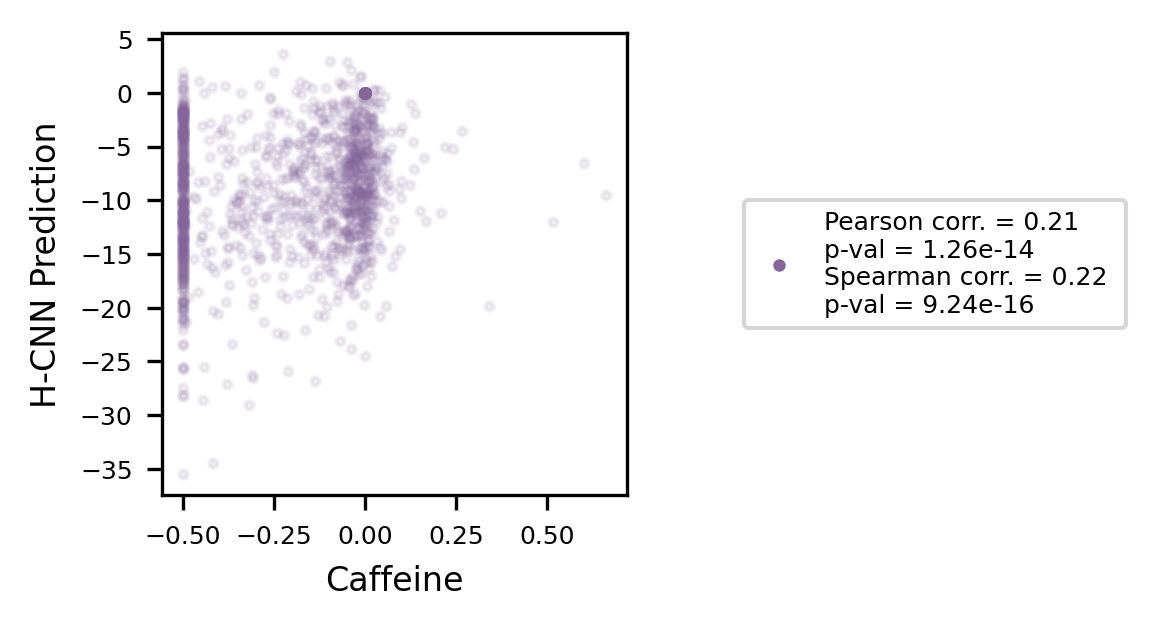 5
0
−5
−10
−15
−20
−25
−30
−35
H-CNN Prediction
−0.50 −0.25 0.00 0.25 0.50
Caffeine
Pearson corr. = 0.21
p-val = 1.26e-14
Spearman corr. = 0.22
p-val = 9.24e-16